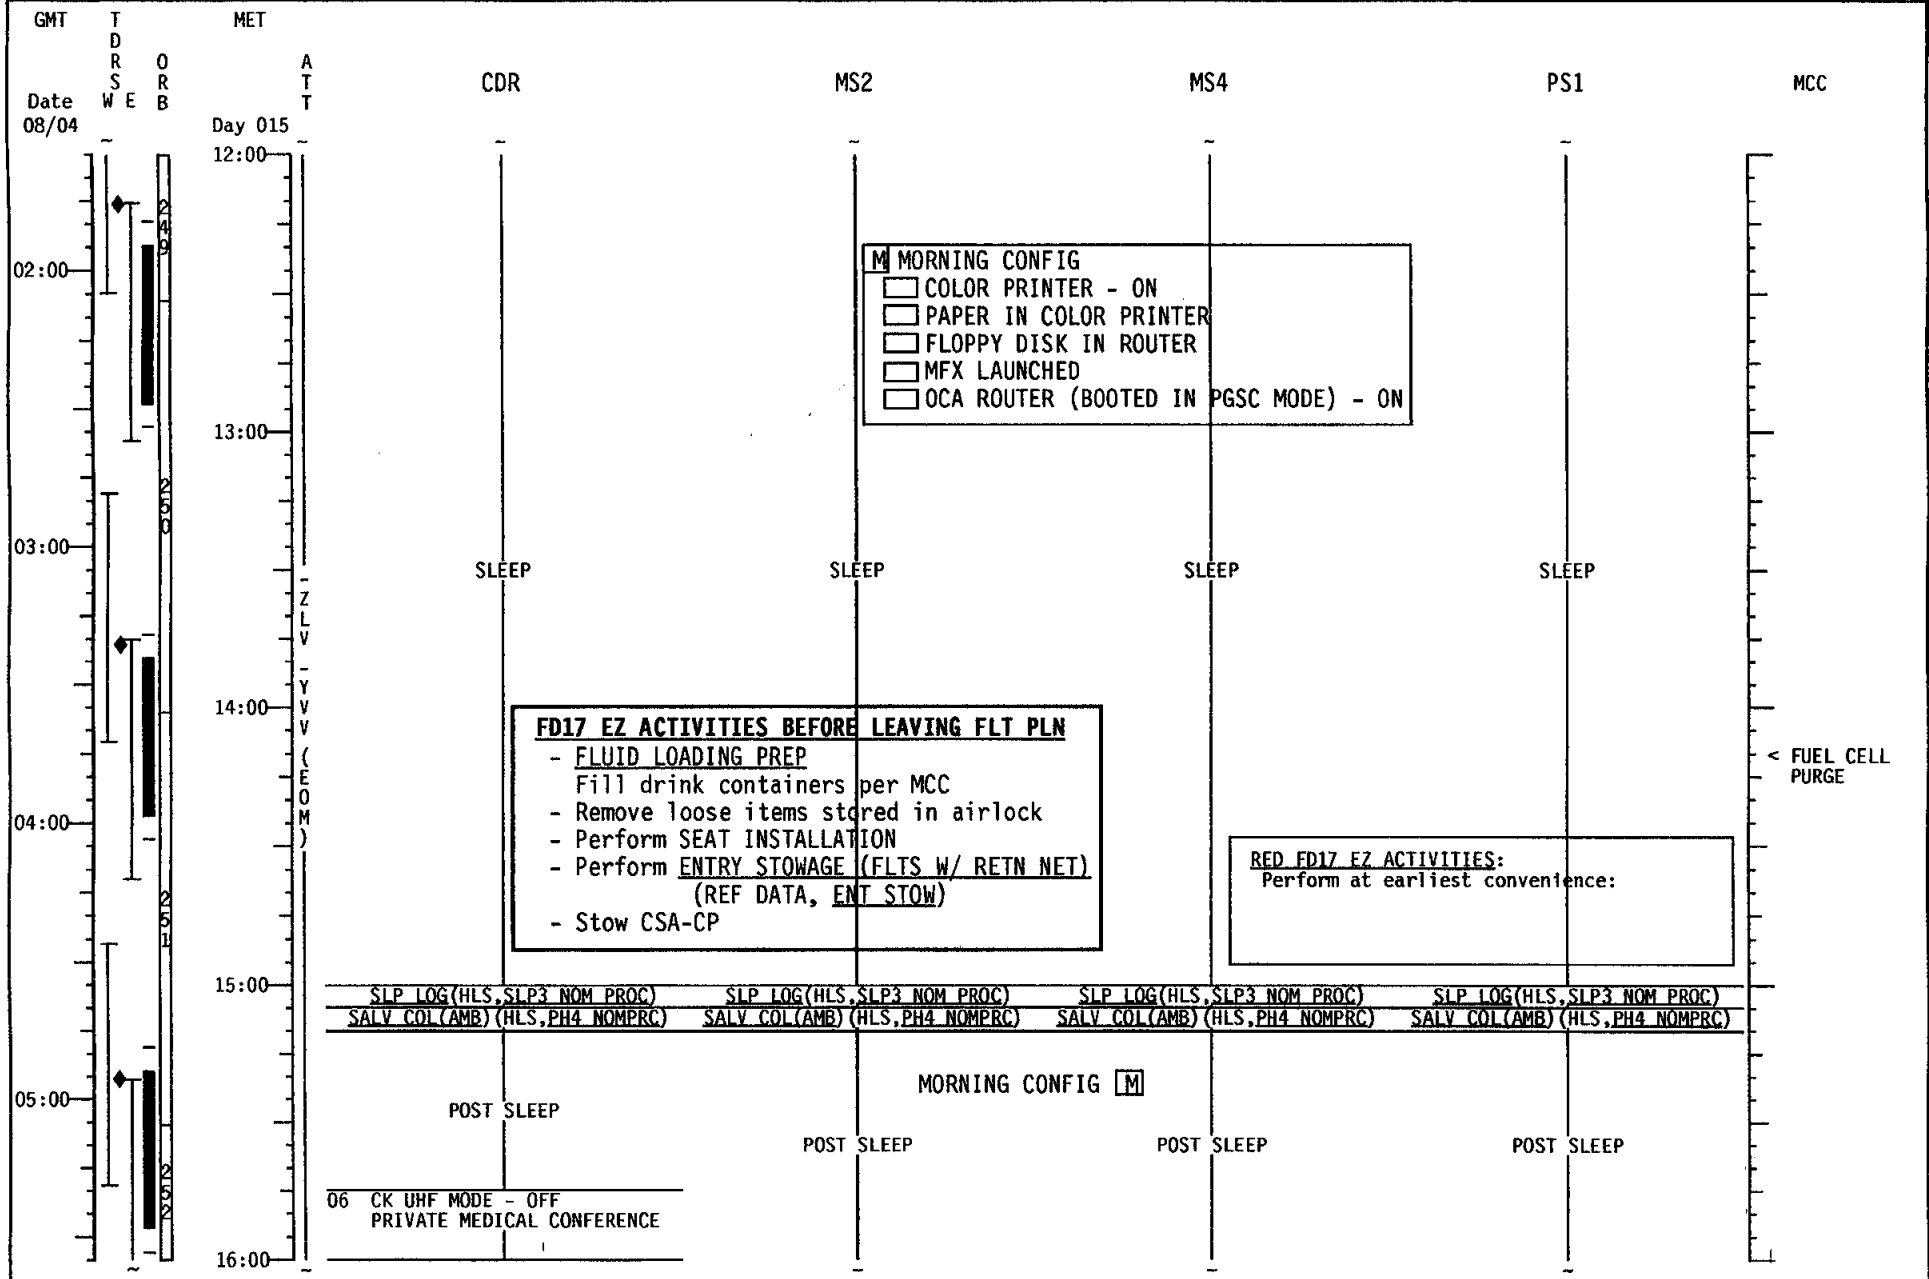 GMT
TDRS
W E
ORB
MET
ATT
CDR
MS2
MS4
PS1
MCC
Date
08/04
Day 015
12:00
249
02:00
M MORNING CONFIG
COLOR PRINTER - ON
PAPER IN COLOR PRINTER
FLOPPY DISK IN ROUTER
MFX LAUNCHED
OCA ROUTER (BOOTED IN PGSC MODE) - ON
13:00
250
03:00
SLEEP
SLEEP
SLEEP
SLEEP
-ZLV -YVV (EOM)
14:00
FD17 EZ ACTIVITIES BEFORE LEAVING FLT PLN
- FLUID LOADING PREP
Fill drink containers per MCC
- Remove loose items stored in airlock
- Perform SEAT INSTALLATION
- Perform ENTRY STOWAGE (FLTS W/ RETN NET)
(REF DATA, ENT STOW)
- Stow CSA-CP
< FUEL CELL
PURGE
04:00
RED FD17 EZ ACTIVITIES:
Perform at earliest convenience:
251
15:00
SLP LOG(HLS,SLP3 NOM PROC)
SLP LOG(HLS,SLP3 NOM PROC)
SLP LOG(HLS,SLP3 NOM PROC)
SLP LOG(HLS,SLP3 NOM PROC)
SALV COL(AMB)(HLS,PH4 NOMPRC)
SALV COL(AMB)(HLS,PH4 NOMPRC)
SALV COL(AMB)(HLS,PH4 NOMPRC)
SALV COL(AMB)(HLS,PH4 NOMPRC)
MORNING CONFIG M
05:00
POST SLEEP
POST SLEEP
POST SLEEP
POST SLEEP
252
06 CK UHF MODE - OFF
PRIVATE MEDICAL CONFERENCE
16:00